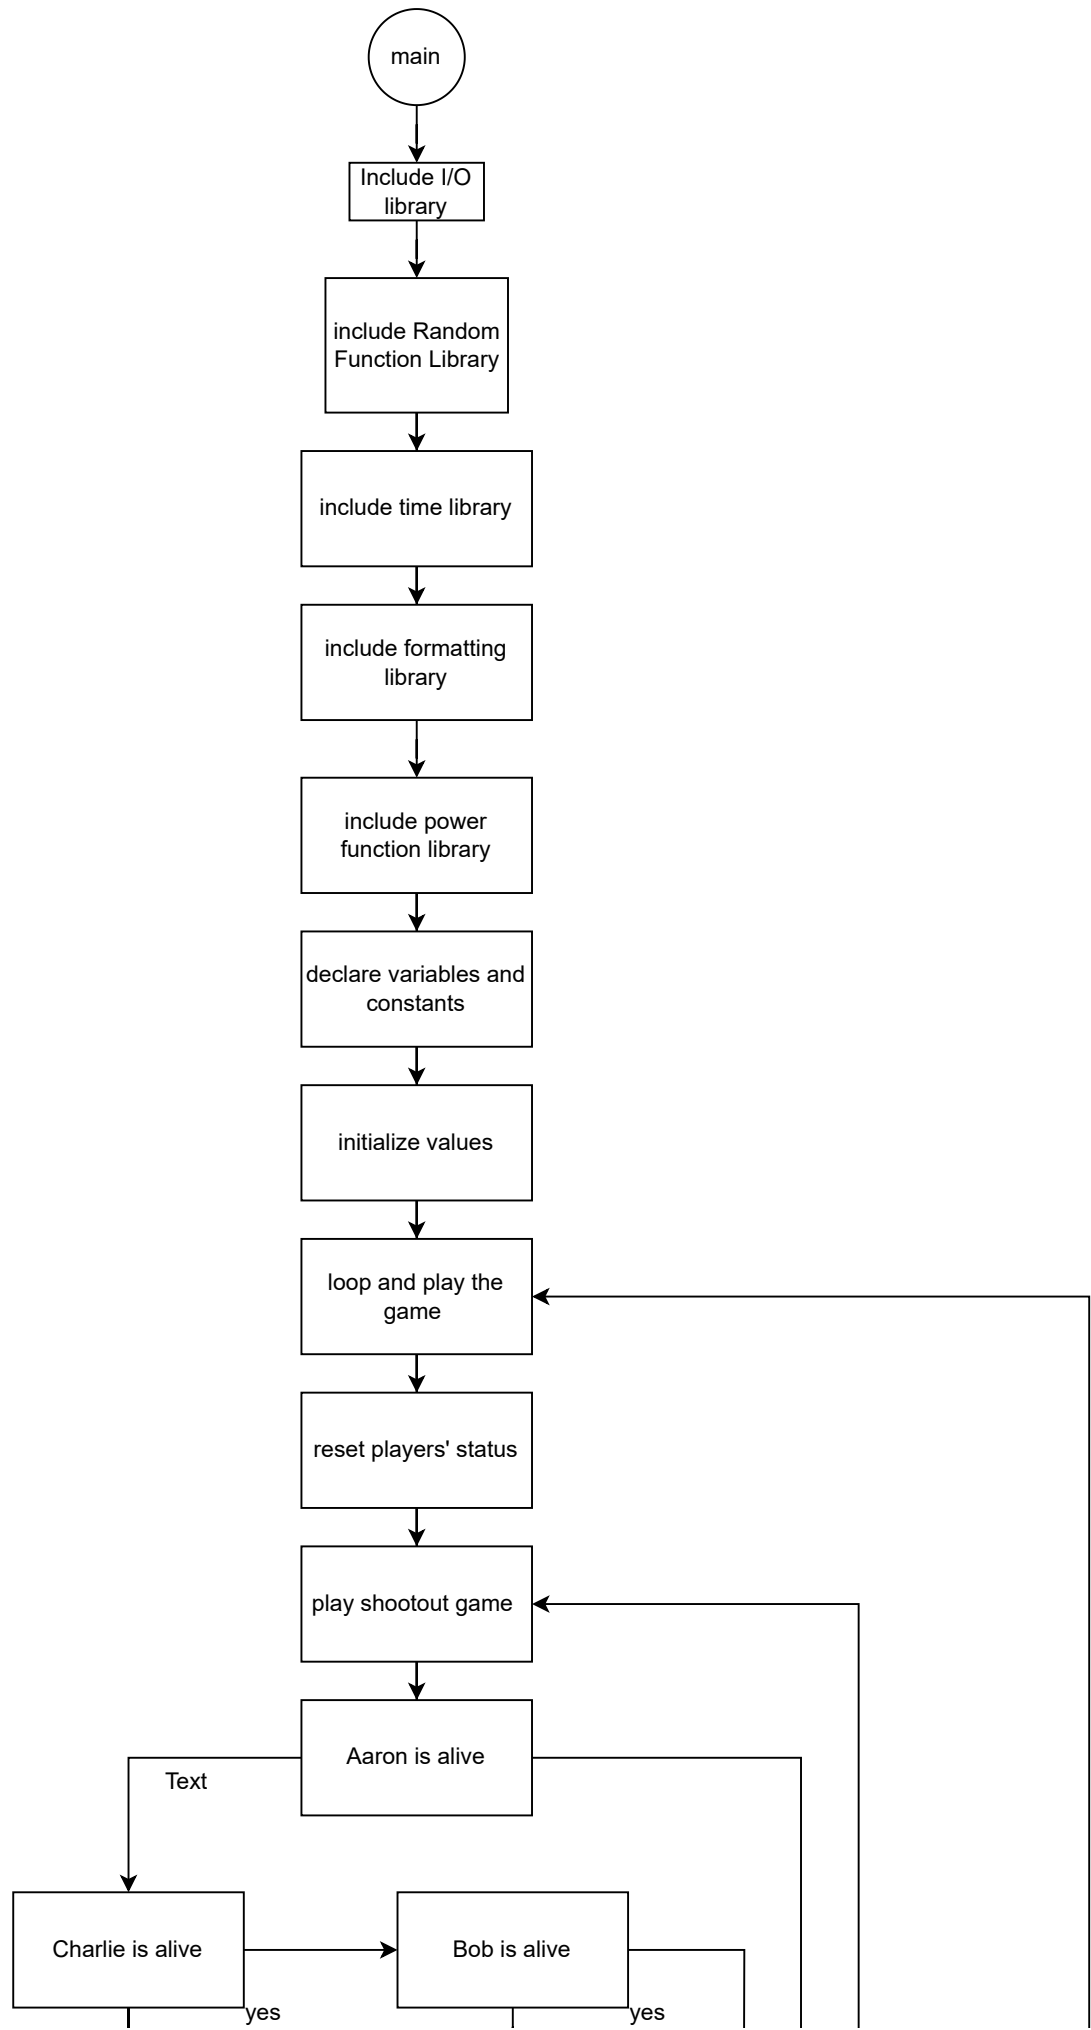 main
Include I/O
library
include Random
Function Library
include time library
include formatting
library
include power
function library
declare variables and
constants
initialize values
loop and play the
game
reset players' status
play shootout game
Aaron is alive
Text
Charlie is alive
Bob is alive
yes
yes